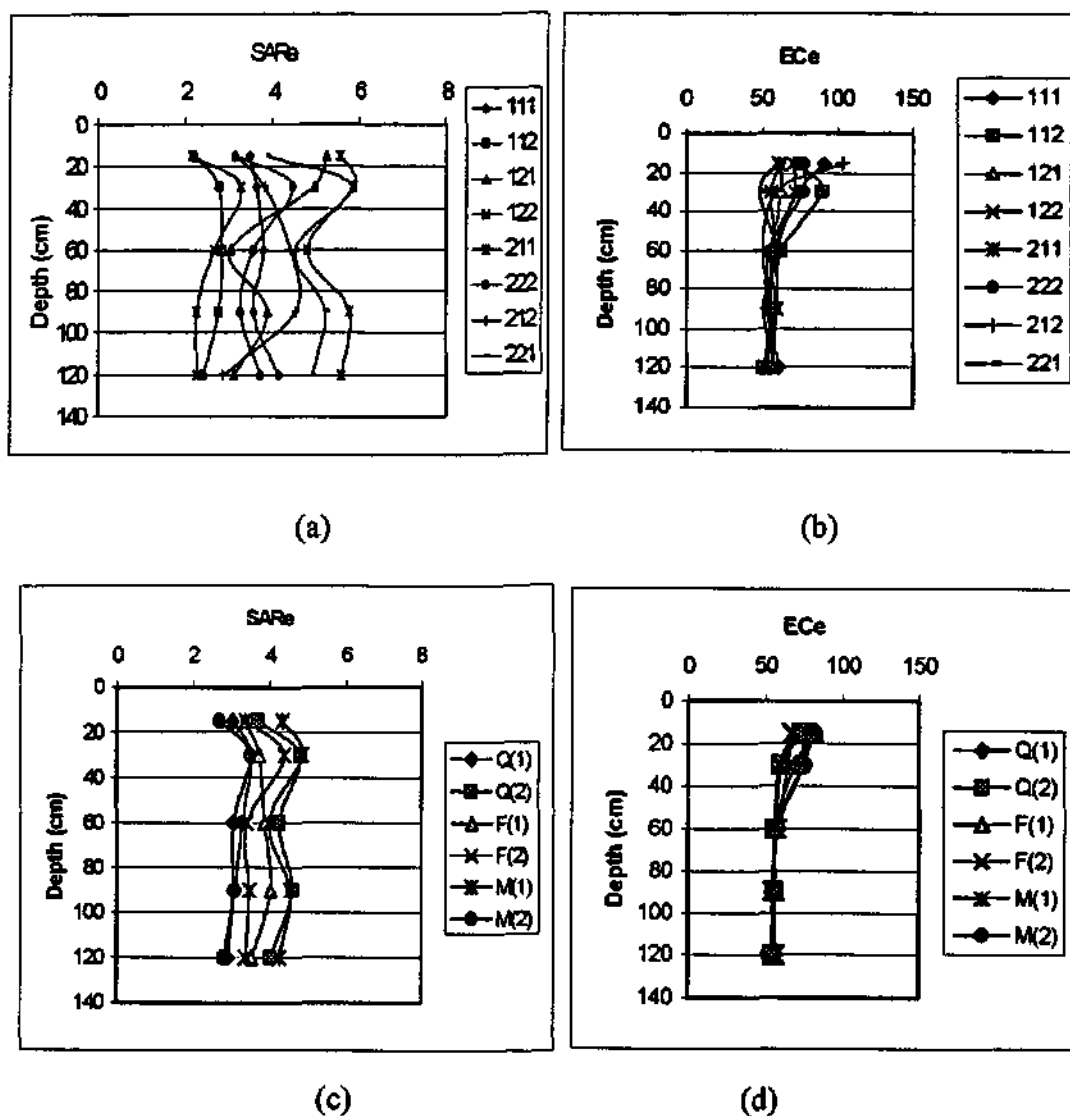 SARe
0 2 4 6 8
Depth (cm)
0
20
40
60
80
100
120
140
111
112
121
122
211
222
212
221
(a)
ECe
0 50 100 150
Depth (cm)
0
20
40
60
80
100
120
140
111
112
121
122
211
222
212
221
(b)
SARe
0 2 4 6 8
Depth (cm)
0
20
40
60
80
100
120
140
Q(1)
Q(2)
F(1)
F(2)
M(1)
M(2)
(c)
ECe
0 50 100 150
Depth (cm)
0
20
40
60
80
100
120
140
Q(1)
Q(2)
F(1)
F(2)
M(1)
M(2)
(d)